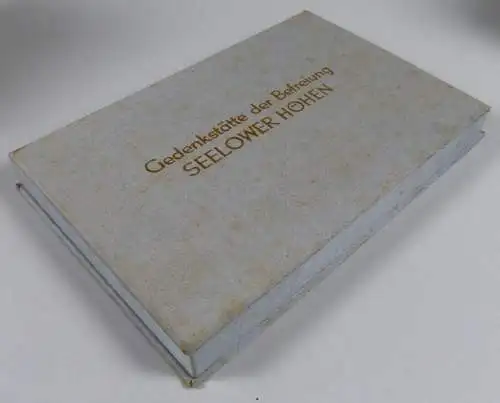 Gedenkstätte der Befreiung
SEELOWER HÖHEN